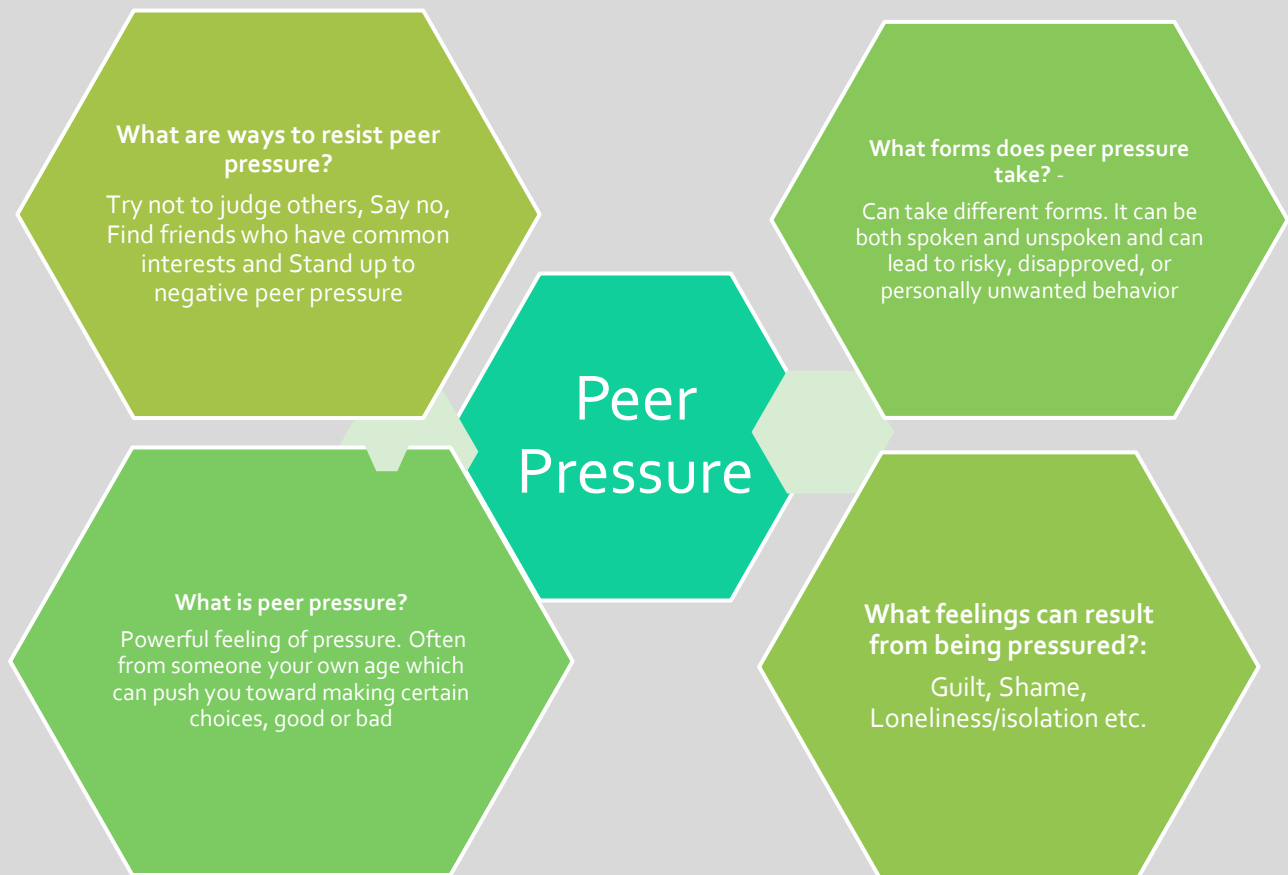 What are ways to resist peer
pressure?
Try not to judge others, Say no,
Find friends who have common
interests and Stand up to
negative peer pressure
What forms does peer pressure
take? -
Can take different forms. It can be
both spoken and unspoken and can
lead to risky, disapproved, or
personally unwanted behavior
Peer
Pressure
What is peer pressure?
Powerful feeling of pressure. Often
from someone your own age which
can push you toward making certain
choices, good or bad
What feelings can result
from being pressured?:
Guilt, Shame,
Loneliness/isolation etc.